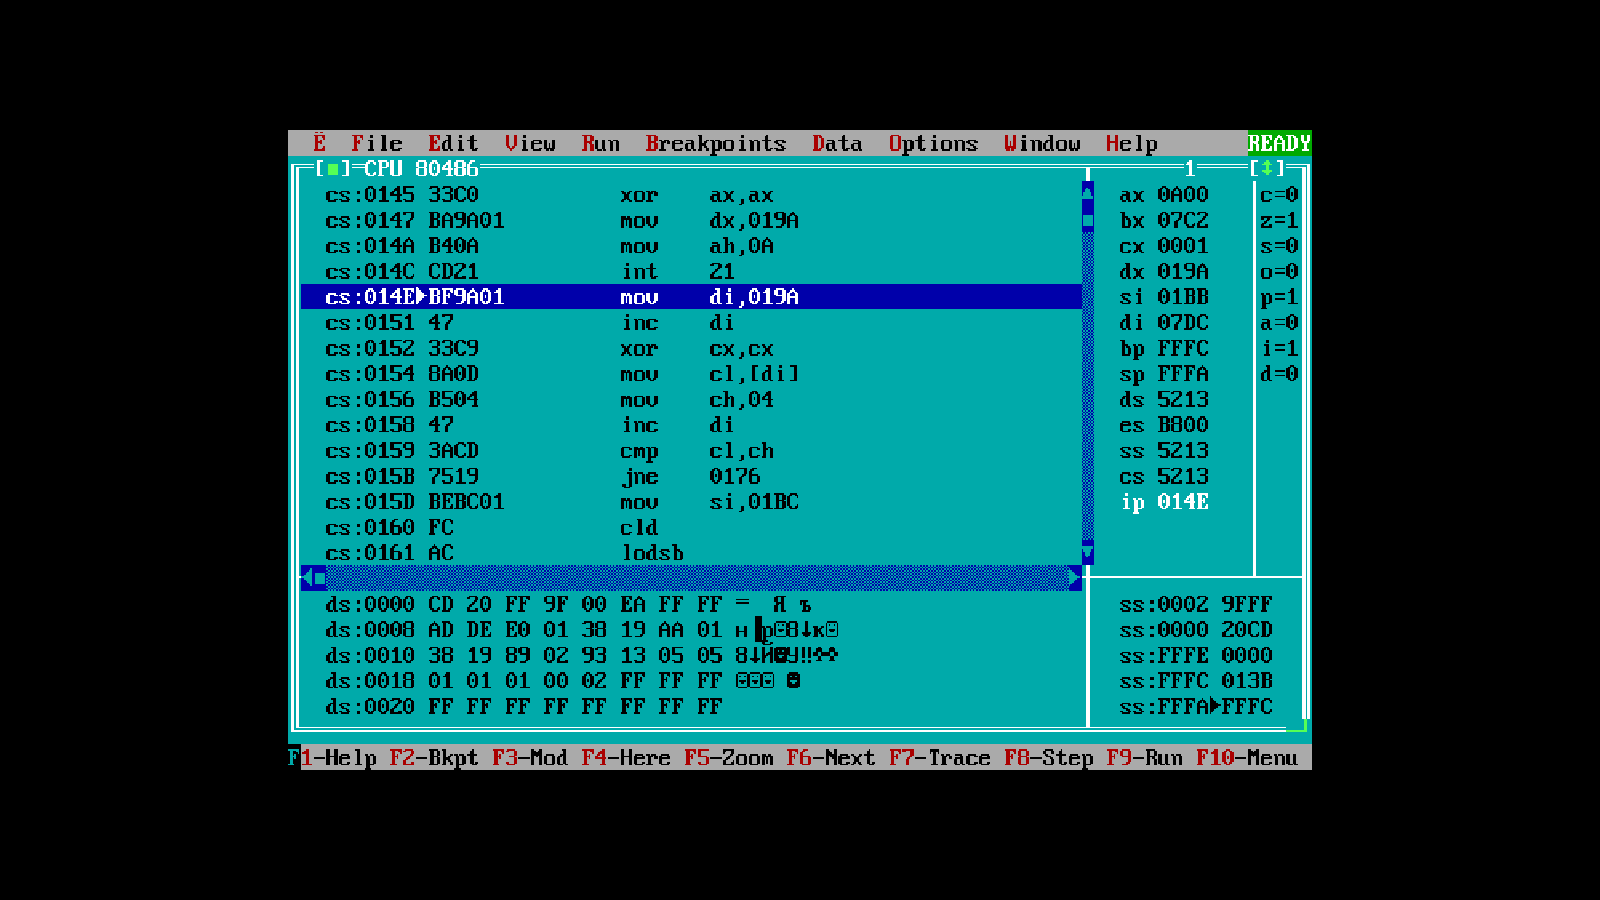 Ë File Edit View Run Breakpoints Data Options Window Help READY
[■]=CPU 80486 1 [↕]
cs:0145 33C0 xor ax,ax ax 0A00 c=0
cs:0147 BA9A01 mov dx,019A bx 07C2 z=1
cs:014A B40A mov ah,0A cx 0001 s=0
cs:014C CD21 int 21 dx 019A o=0
cs:014E►BF9A01 mov di,019A si 01BB p=1
cs:0151 47 inc di di 07DC a=0
cs:0152 33C9 xor cx,cx bp FFFC i=1
cs:0154 8A0D mov cl,[di] sp FFFA d=0
cs:0156 B504 mov ch,04 ds 5213
cs:0158 47 inc di es B800
cs:0159 3ACD cmp cl,ch ss 5213
cs:015B 7519 jne 0176 cs 5213
cs:015D BEBC01 mov si,01BC ip 014E
cs:0160 FC cld
cs:0161 AC lodsb
ds:0000 CD 20 FF 9F 00 EA FF FF = Я ъ ss:0002 9FFF
ds:0008 AD DE E0 01 38 19 AA 01 н ▐р☺8↓к☺ ss:0000 20CD
ds:0010 38 19 89 02 93 13 05 05 8↓Й☻У‼♣♣ ss:FFFE 0000
ds:0018 01 01 01 00 02 FF FF FF ☺☺☺ ☻ ss:FFFC 013B
ds:0020 FF FF FF FF FF FF FF FF ss:FFFA►FFFC
F1-Help F2-Bkpt F3-Mod F4-Here F5-Zoom F6-Next F7-Trace F8-Step F9-Run F10-Menu